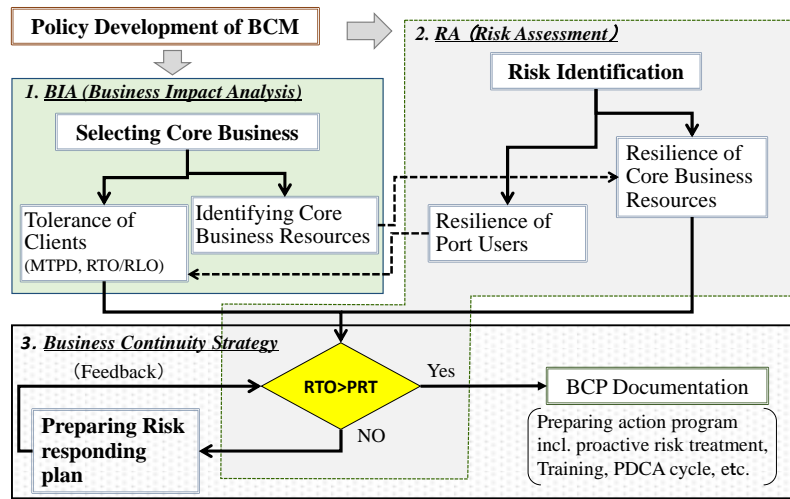 Policy Development of BCM
1. BIA (Business Impact Analysis)
Selecting Core Business
Tolerance of
Clients
(MTPD, RTO/RLO)
Identifying Core
Business Resources
2. RA (Risk Assessment)
Risk Identification
Resilience of
Port Users
Resilience of
Core Business
Resources
3. Business Continuity Strategy
(Feedback)
RTO>PRT
Yes
NO
Preparing Risk
responding
plan
BCP Documentation
Preparing action program
incl. proactive risk treatment,
Training, PDCA cycle, etc.